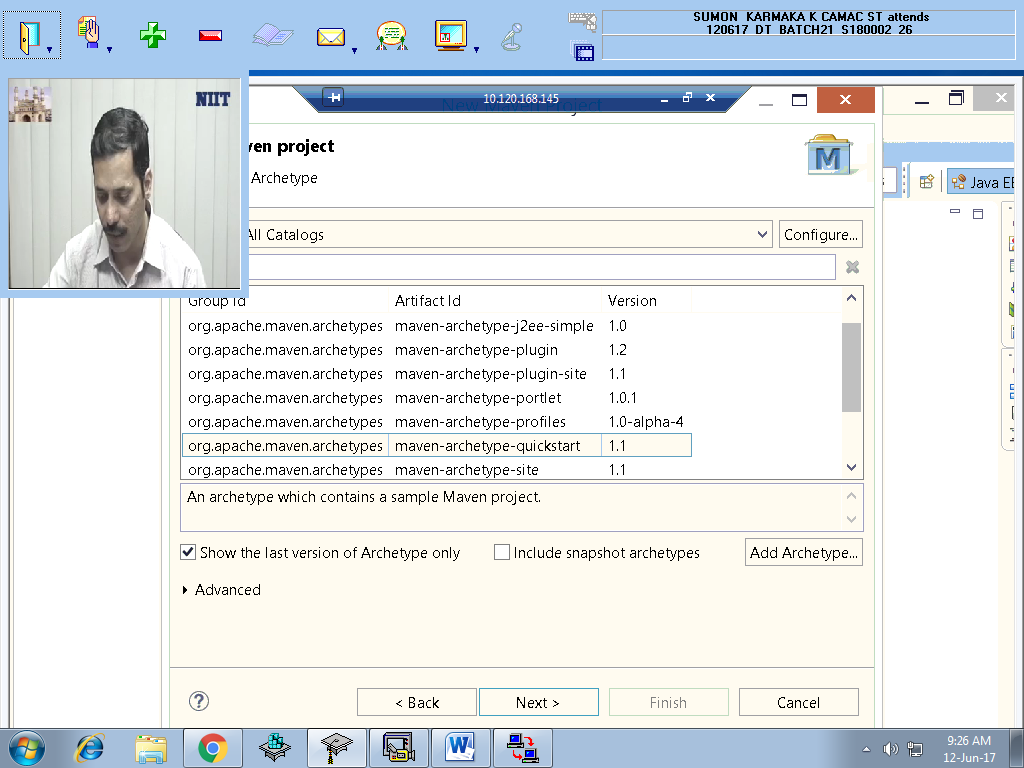 SUMON KARMAKA K CAMAC ST attends
120617 DT BATCH21 S180002 26
NIIT
10.120.168.145
New Maven Project
ven project
Archetype
Java EE
All Catalogs
Configure...
Group Id Artifact Id Version
org.apache.maven.archetypes maven-archetype-j2ee-simple 1.0
org.apache.maven.archetypes maven-archetype-plugin 1.2
org.apache.maven.archetypes maven-archetype-plugin-site 1.1
org.apache.maven.archetypes maven-archetype-portlet 1.0.1
org.apache.maven.archetypes maven-archetype-profiles 1.0-alpha-4
org.apache.maven.archetypes maven-archetype-quickstart 1.1
org.apache.maven.archetypes maven-archetype-site 1.1
An archetype which contains a sample Maven project.
Show the last version of Archetype only Include snapshot archetypes Add Archetype...
Advanced
< Back Next > Finish Cancel
9:26 AM
12-Jun-17